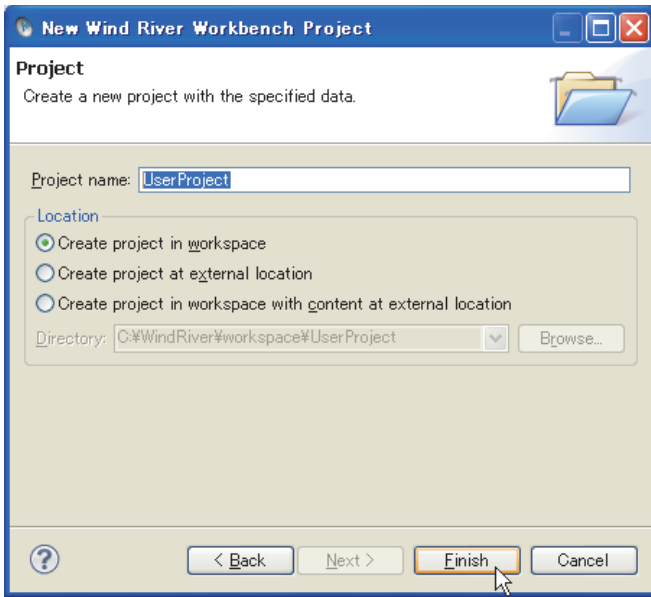 New Wind River Workbench Project
Project
Create a new project with the specified data.
Project name: UserProject
Location
Create project in workspace
Create project at external location
Create project in workspace with content at external location
Directory: C:¥WindRiver¥workspace¥UserProject Browse...
? < Back Next > Finish Cancel